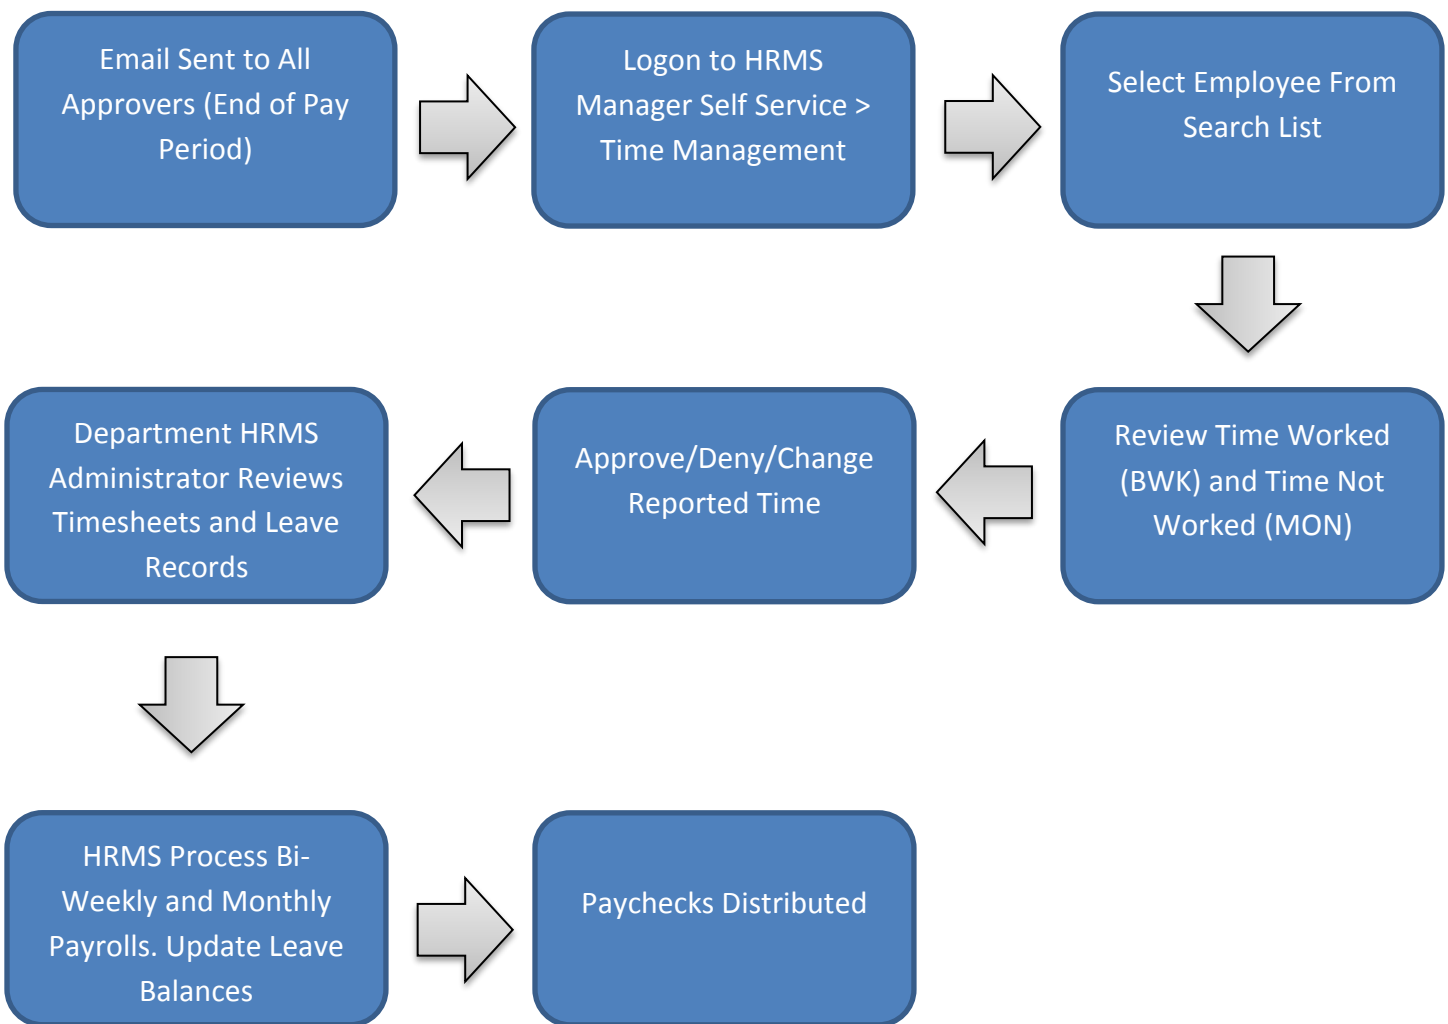 Email Sent to All
Approvers (End of Pay
Period)
Logon to HRMS
Manager Self Service >
Time Management
Select Employee From
Search List
Review Time Worked
(BWK) and Time Not
Worked (MON)
Approve/Deny/Change
Reported Time
Department HRMS
Administrator Reviews
Timesheets and Leave
Records
HRMS Process Bi-
Weekly and Monthly
Payrolls. Update Leave
Balances
Paychecks Distributed